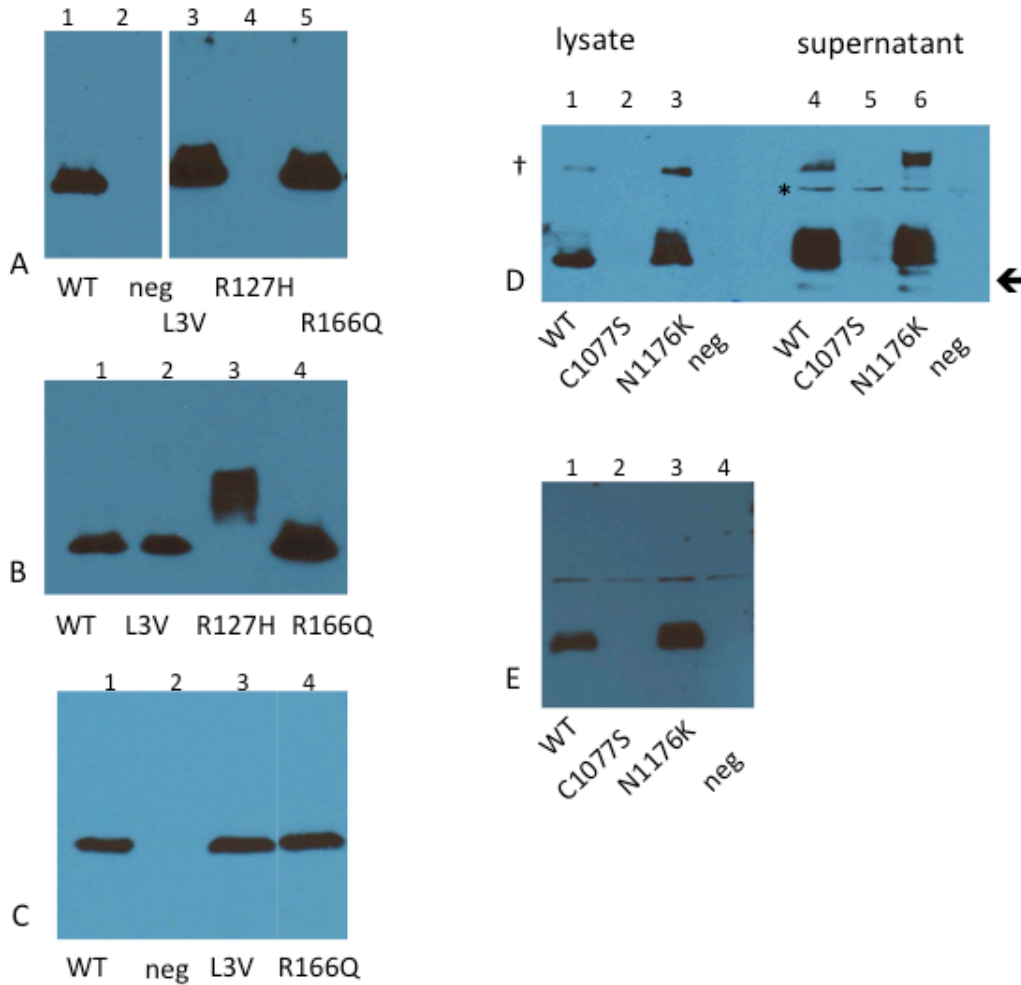 1 2 3 4 5
A
WT neg R127H
L3V R166Q
1 2 3 4
B
WT L3V R127H R166Q
1 2 3 4
C
WT neg L3V R166Q
lysate supernatant
1 2 3 4 5 6
†
*
D ←
WT C1077S N1176K neg WT C1077S N1176K neg
1 2 3 4
E
WT C1077S N1176K neg